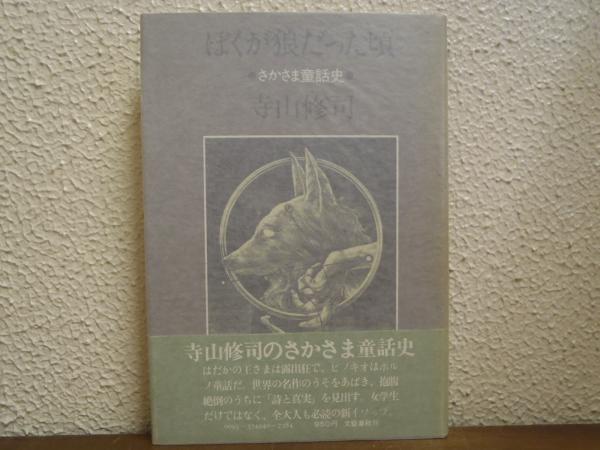 ぼくが狼だった頃
●さかさま童話史●
寺山修司
寺山修司のさかさま童話史
はだかの王さまは露出狂で、ピノキオはポル
ノ童話だ。世界の名作のうそをあばき、抱腹
絶倒のうちに「詩と真実」を見出す。女学生
だけではなく、全大人も必読の新イソップ。
950円 文藝春秋刊